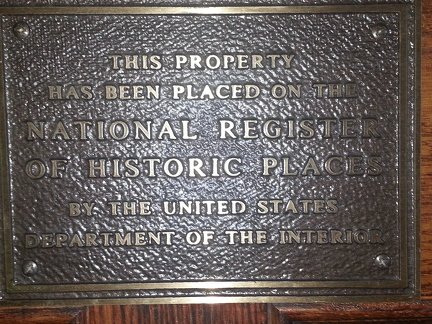 THIS PROPERTY
HAS BEEN PLACED ON THE
NATIONAL REGISTER
OF HISTORIC PLACES
BY THE UNITED STATES
DEPARTMENT OF THE INTERIOR